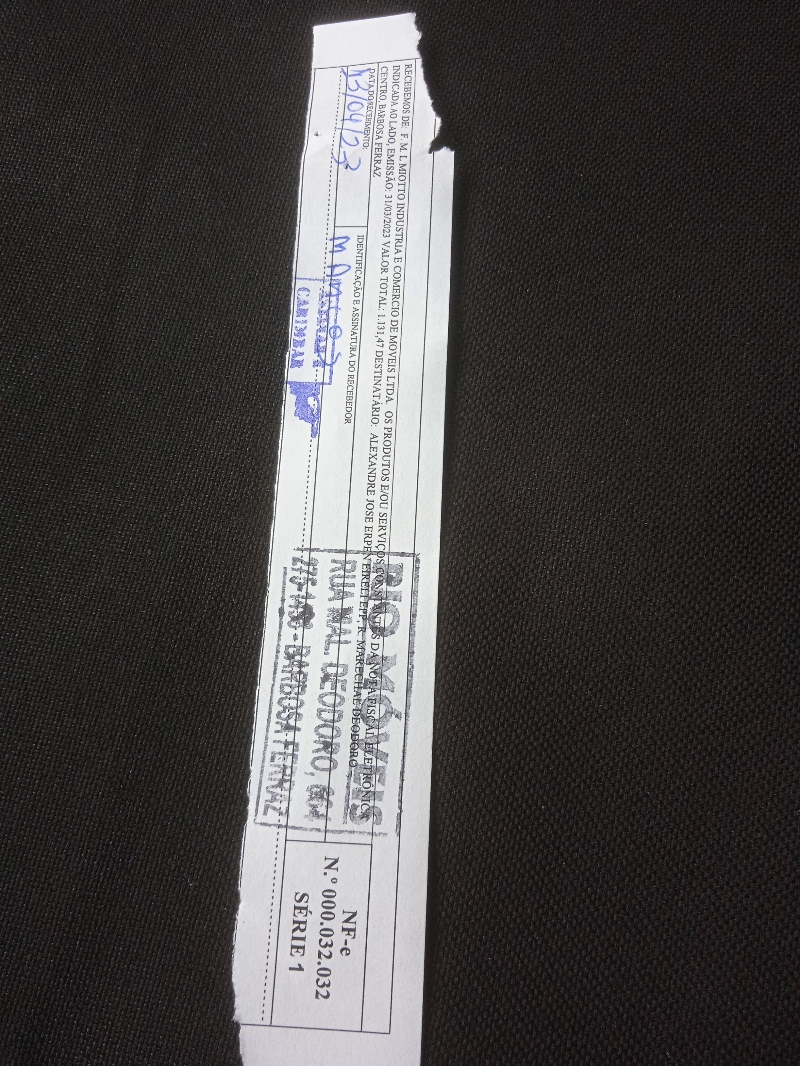 RECEBEMOS DE F. M. L MIOTTO INDUSTRIA E COMERCIO DE MOVEIS LTDA OS PRODUTOS E/OU SERVIÇOS CONSTANTES DA NOTA FISCAL ELETRÔNICA
INDICADA AO LADO, EMISSÃO: 31/03/2023 VALOR TOTAL: 1.131,47 DESTINATÁRIO: ALEXANDRE JOSE ERPEN EIRELI EPP, R MARECHAL DEODORO
CENTRO, BARBOSA FERRAZ
DATA DO RECEBIMENTO:
13/04/23
IDENTIFICAÇÃO E ASSINATURA DO RECEBEDOR
MARCOS
CARIMBAR
RIO MÓVEIS
RUA MAL. DEODORO,
BARBOSA FERRAZ
NF-e
N.º 000.032.032
SÉRIE 1